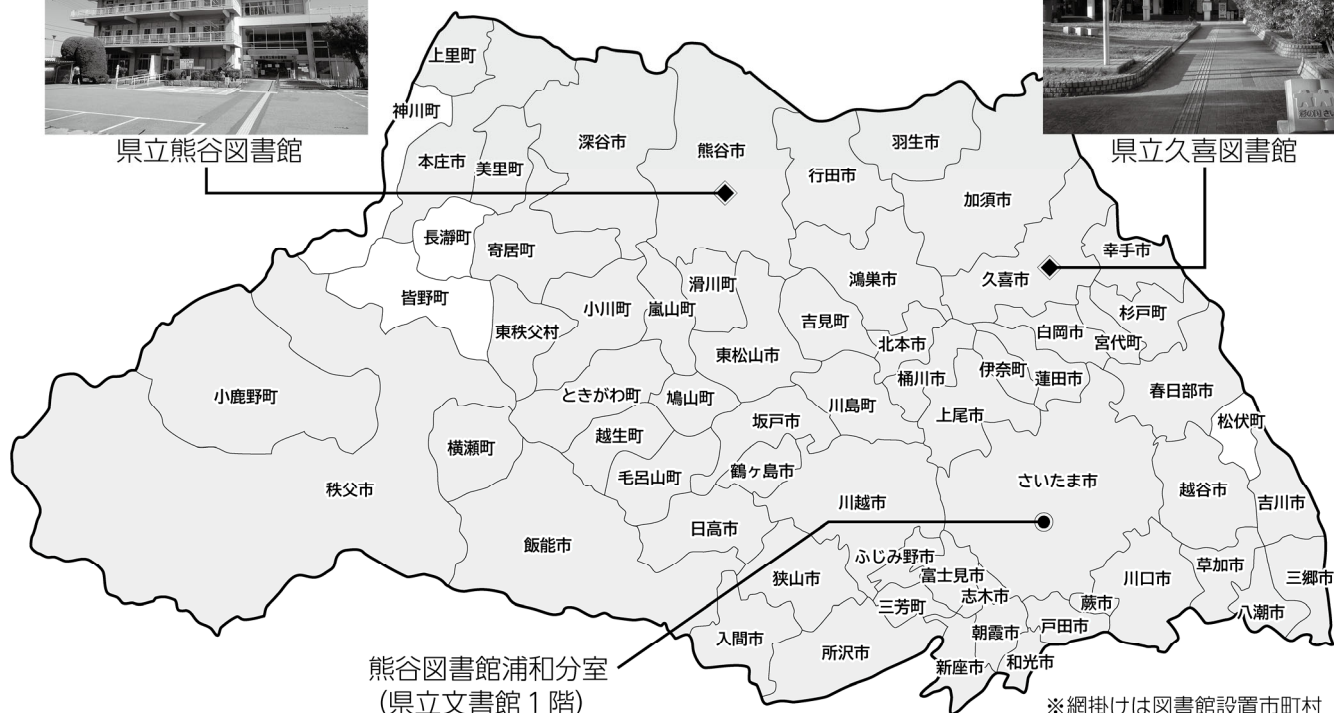 県立熊谷図書館
県立久喜図書館
上里町
神川町
本庄市
美里町
深谷市
熊谷市
行田市
羽生市
加須市
長瀞町
寄居町
皆野町
東秩父村
小川町
嵐山町
滑川町
吉見町
鴻巣市
久喜市
幸手市
杉戸町
宮代町
白岡市
北本市
東松山市
桶川市
伊奈町
蓮田市
春日部市
松伏町
小鹿野町
ときがわ町
鳩山町
川島町
上尾市
坂戸市
越生町
横瀬町
毛呂山町
鶴ヶ島市
秩父市
さいたま市
越谷市
吉川市
川越市
日高市
飯能市
ふじみ野市
富士見市
狭山市
志木市
三芳町
川口市
草加市
三郷市
蕨市
八潮市
戸田市
朝霞市
入間市
所沢市
新座市
和光市
熊谷図書館浦和分室
(県立文書館1階)
※網掛けは図書館設置市町村